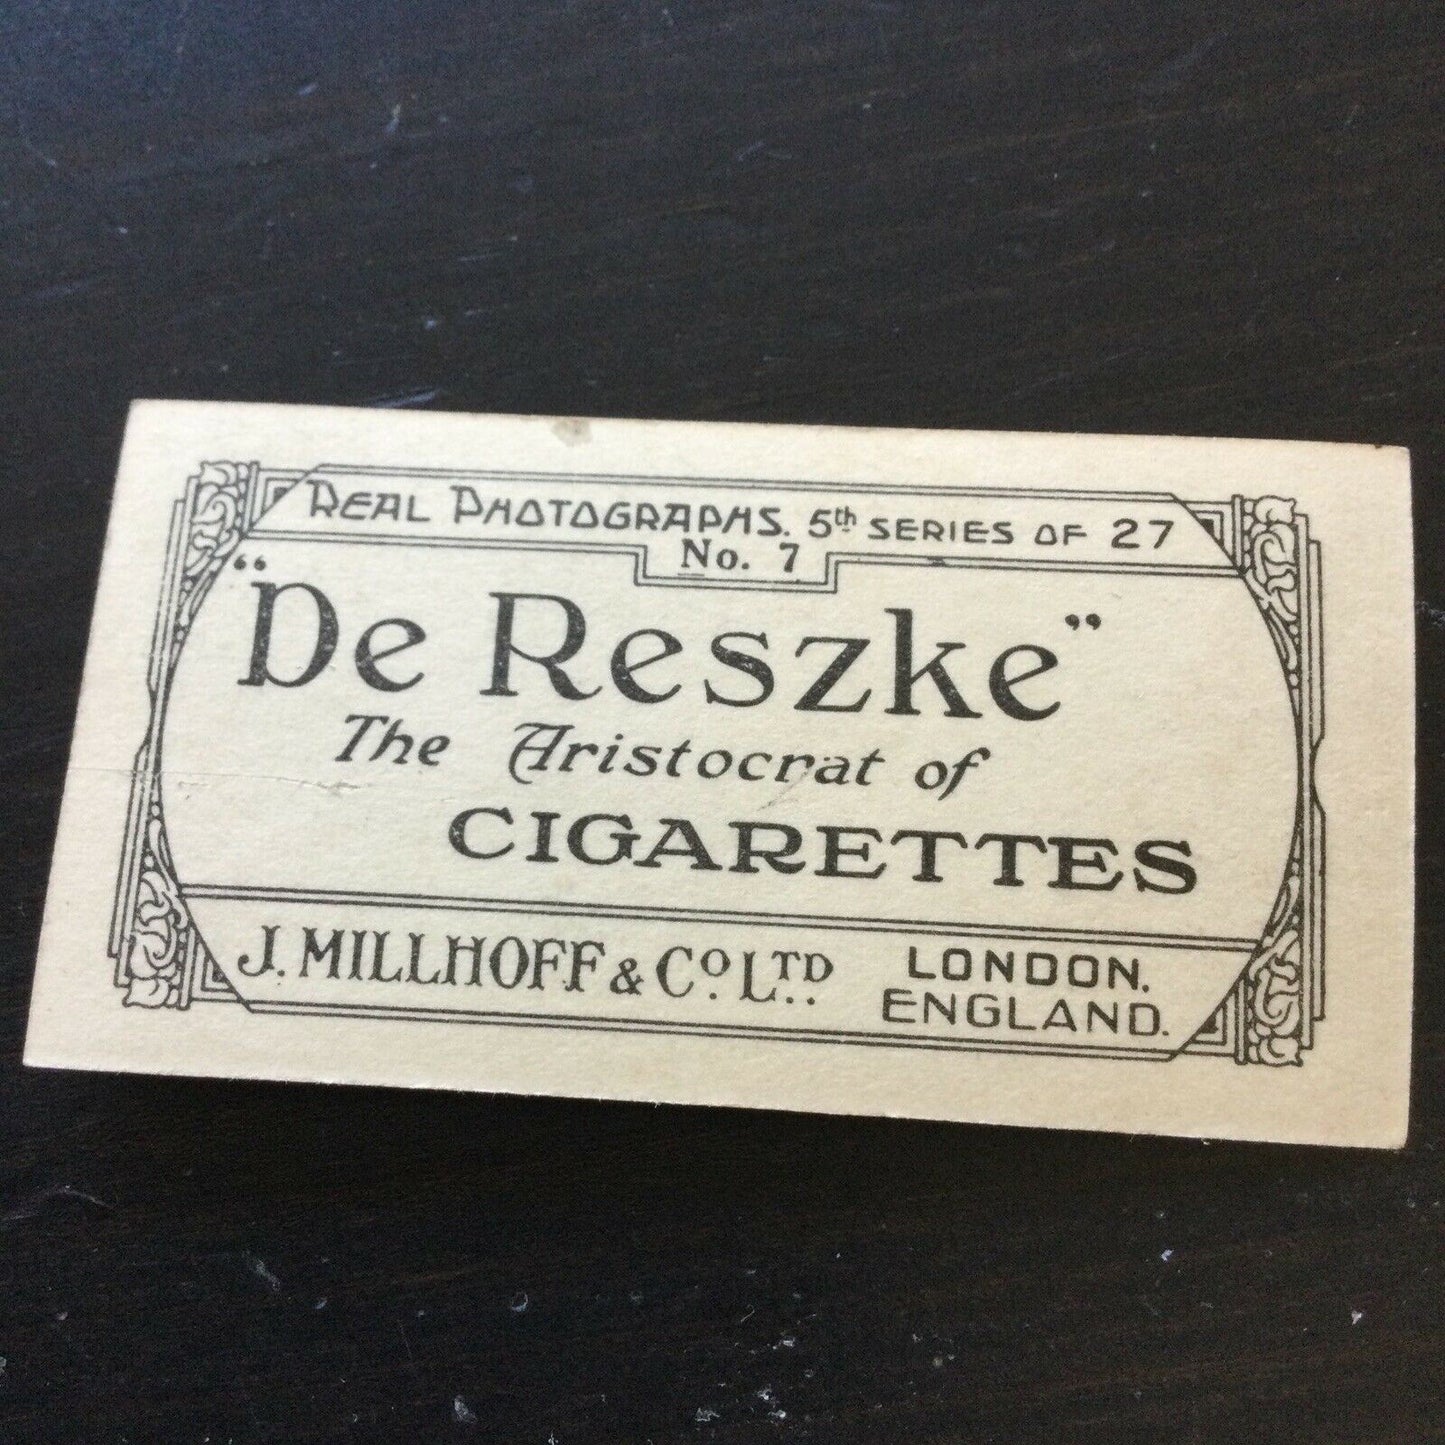 REAL PHOTOGRAPHS. 5th SERIES OF 27
No. 7
"De Reszke"
The Aristocrat of
CIGARETTES
J. MILLHOFF & Co. LTD.
LONDON.
ENGLAND.